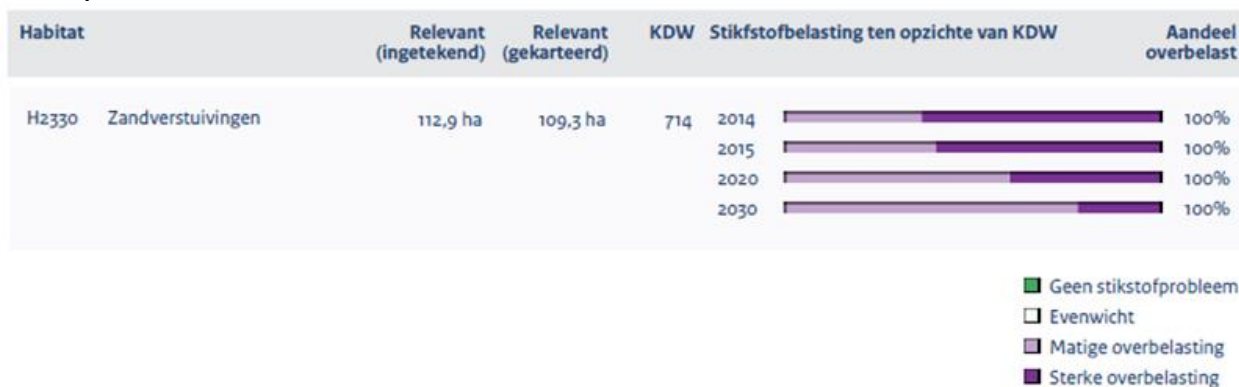 Habitat Relevant (ingetekend) Relevant (gekarteerd) KDW Stikfstofbelasting ten opzichte van KDW Aandeel overbelast
H2330 Zandverstuivingen 112,9 ha 109,3 ha 714 2014 100%
2015 100%
2020 100%
2030 100%
Geen stikstofprobleem
Evenwicht
Matige overbelasting
Sterke overbelasting